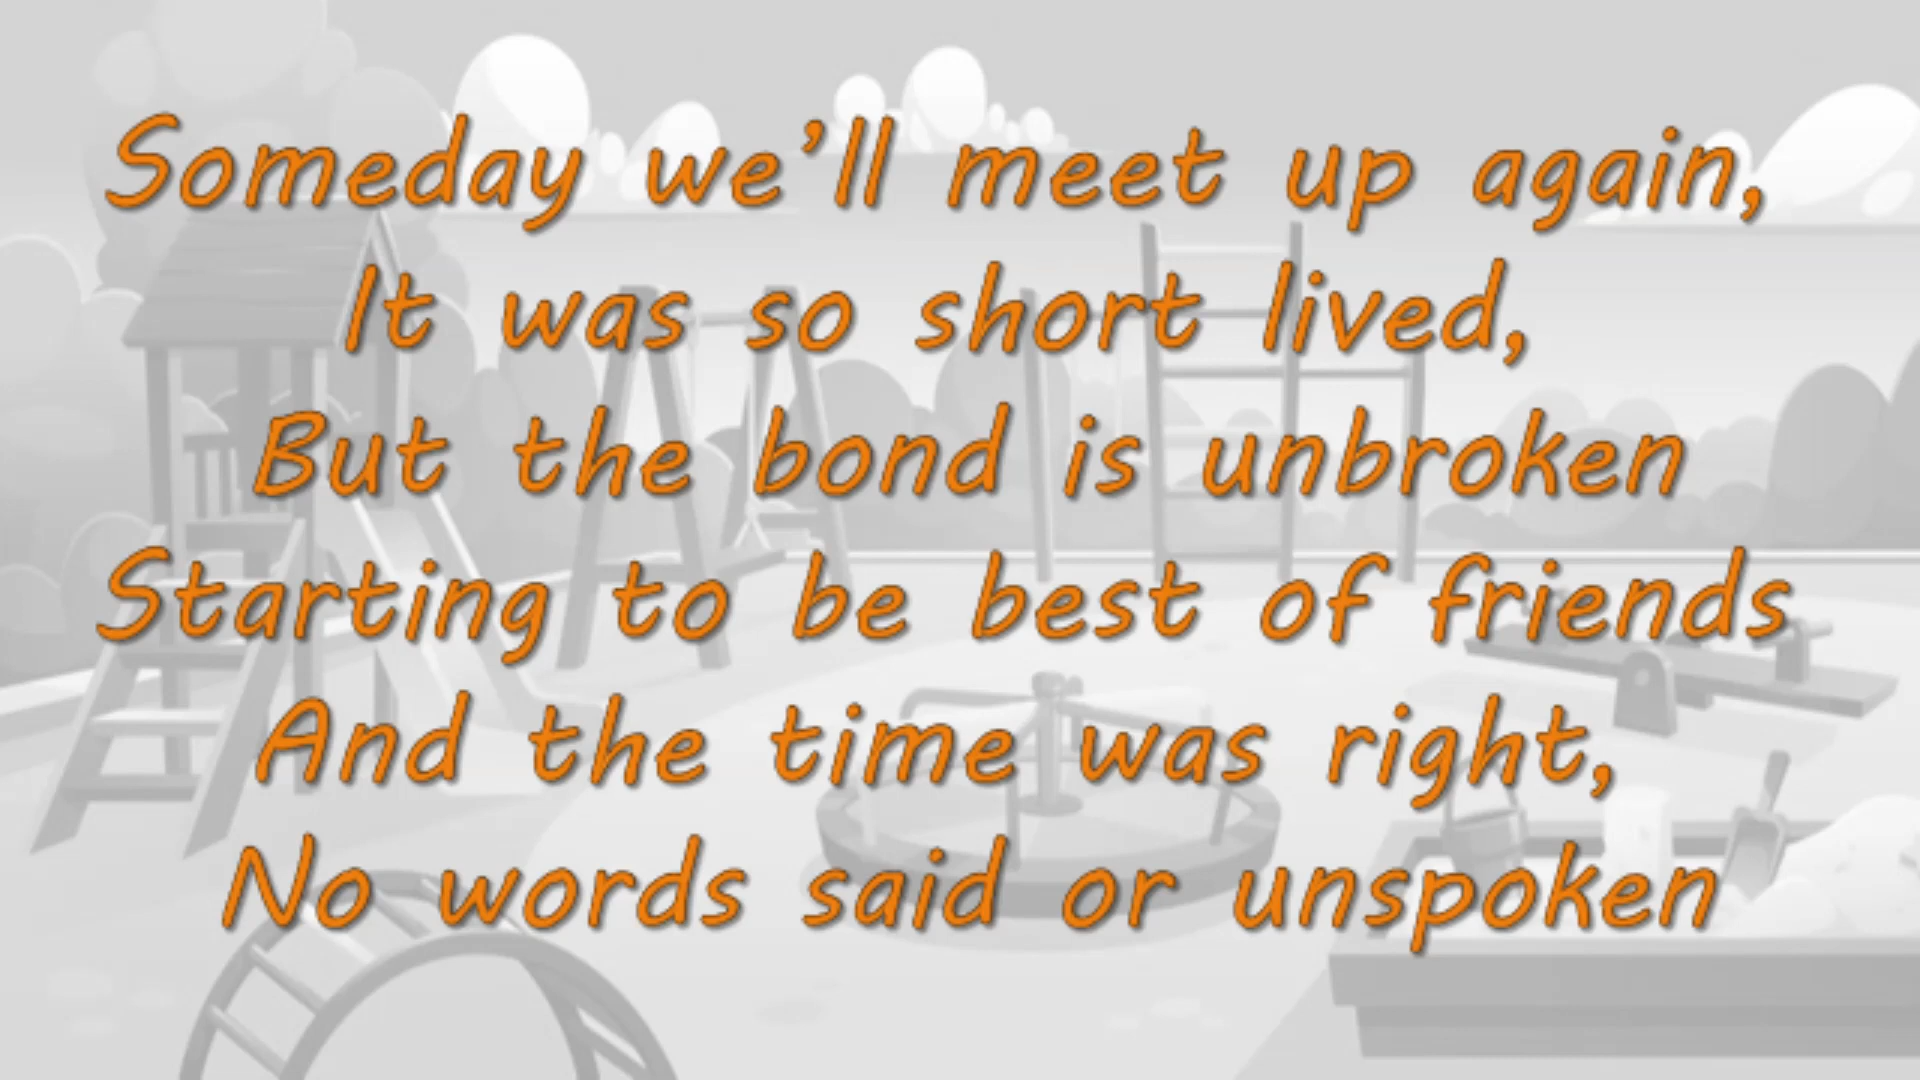 Someday we’ll meet up again,
It was so short lived,
But the bond is unbroken
Starting to be best of friends
And the time was right,
No words said or unspoken